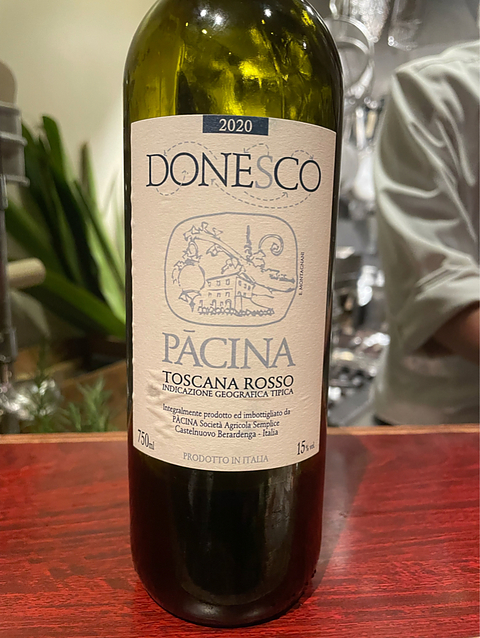 2020
DONESCO
E. MONTAGNANI
PĀCINA
TOSCANA ROSSO
INDICAZIONE GEOGRAFICA TIPICA
Integralmente prodotto ed imbottigliato da
PĀCINA Società Agricola Semplice
Castelnuovo Berardenga - Italia
750ml
15% vol.
PRODOTTO IN ITALIA